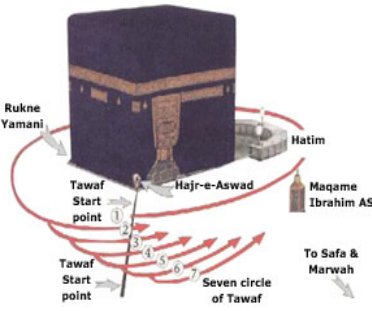 Rukne
Yamani
Hatim
Tawaf
Start
point
Hajr-e-Aswad
Maqame
Ibrahim AS
1
2
3
4
5
6
7
Tawaf
Start
point
Seven circle
of Tawaf
To Safa &
Marwah